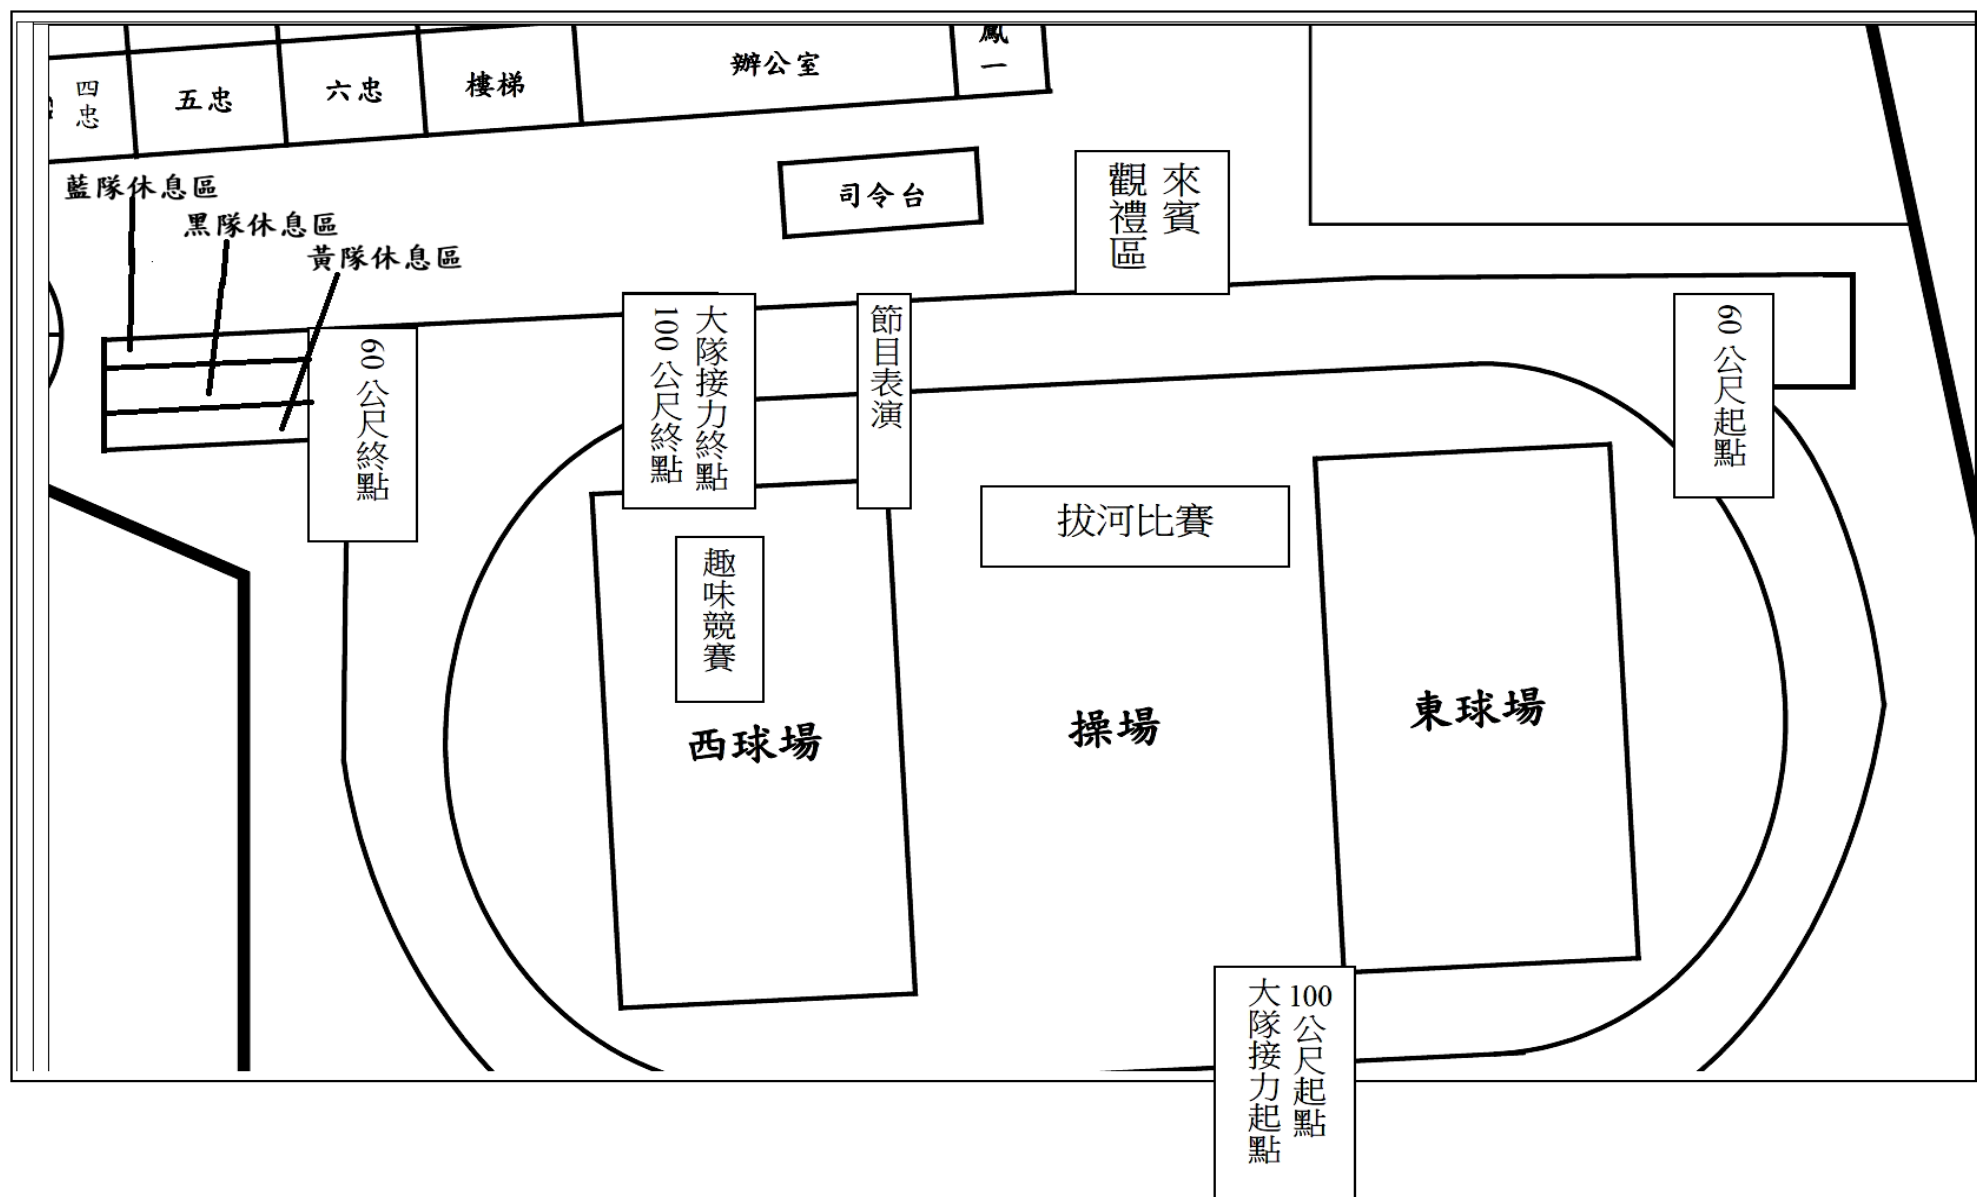 鳳一
辦公室
樓梯
六忠
五忠
四忠
司令台
來賓
觀禮區
藍隊休息區
黑隊休息區
黃隊休息區
60公尺終點
大隊接力終點
100公尺終點
節目表演
60公尺起點
拔河比賽
趣味競賽
西球場
操場
東球場
100公尺起點
大隊接力起點